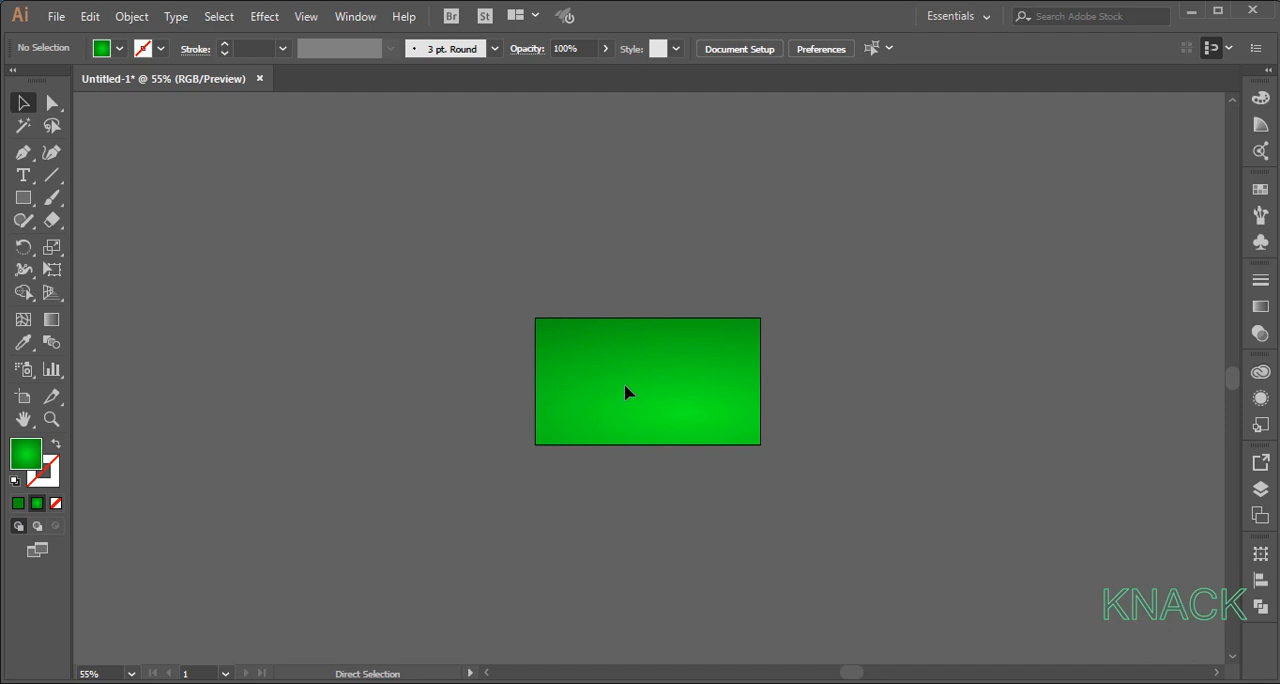 Ai File Edit Object Type Select Effect View Window Help Br St Essentials Search Adobe Stock
No Selection Stroke: 3 pt. Round Opacity: 100% Style: Document Setup Preferences
Untitled-1* @ 55% (RGB/Preview)
T
KNACK
55% 1 Direct Selection